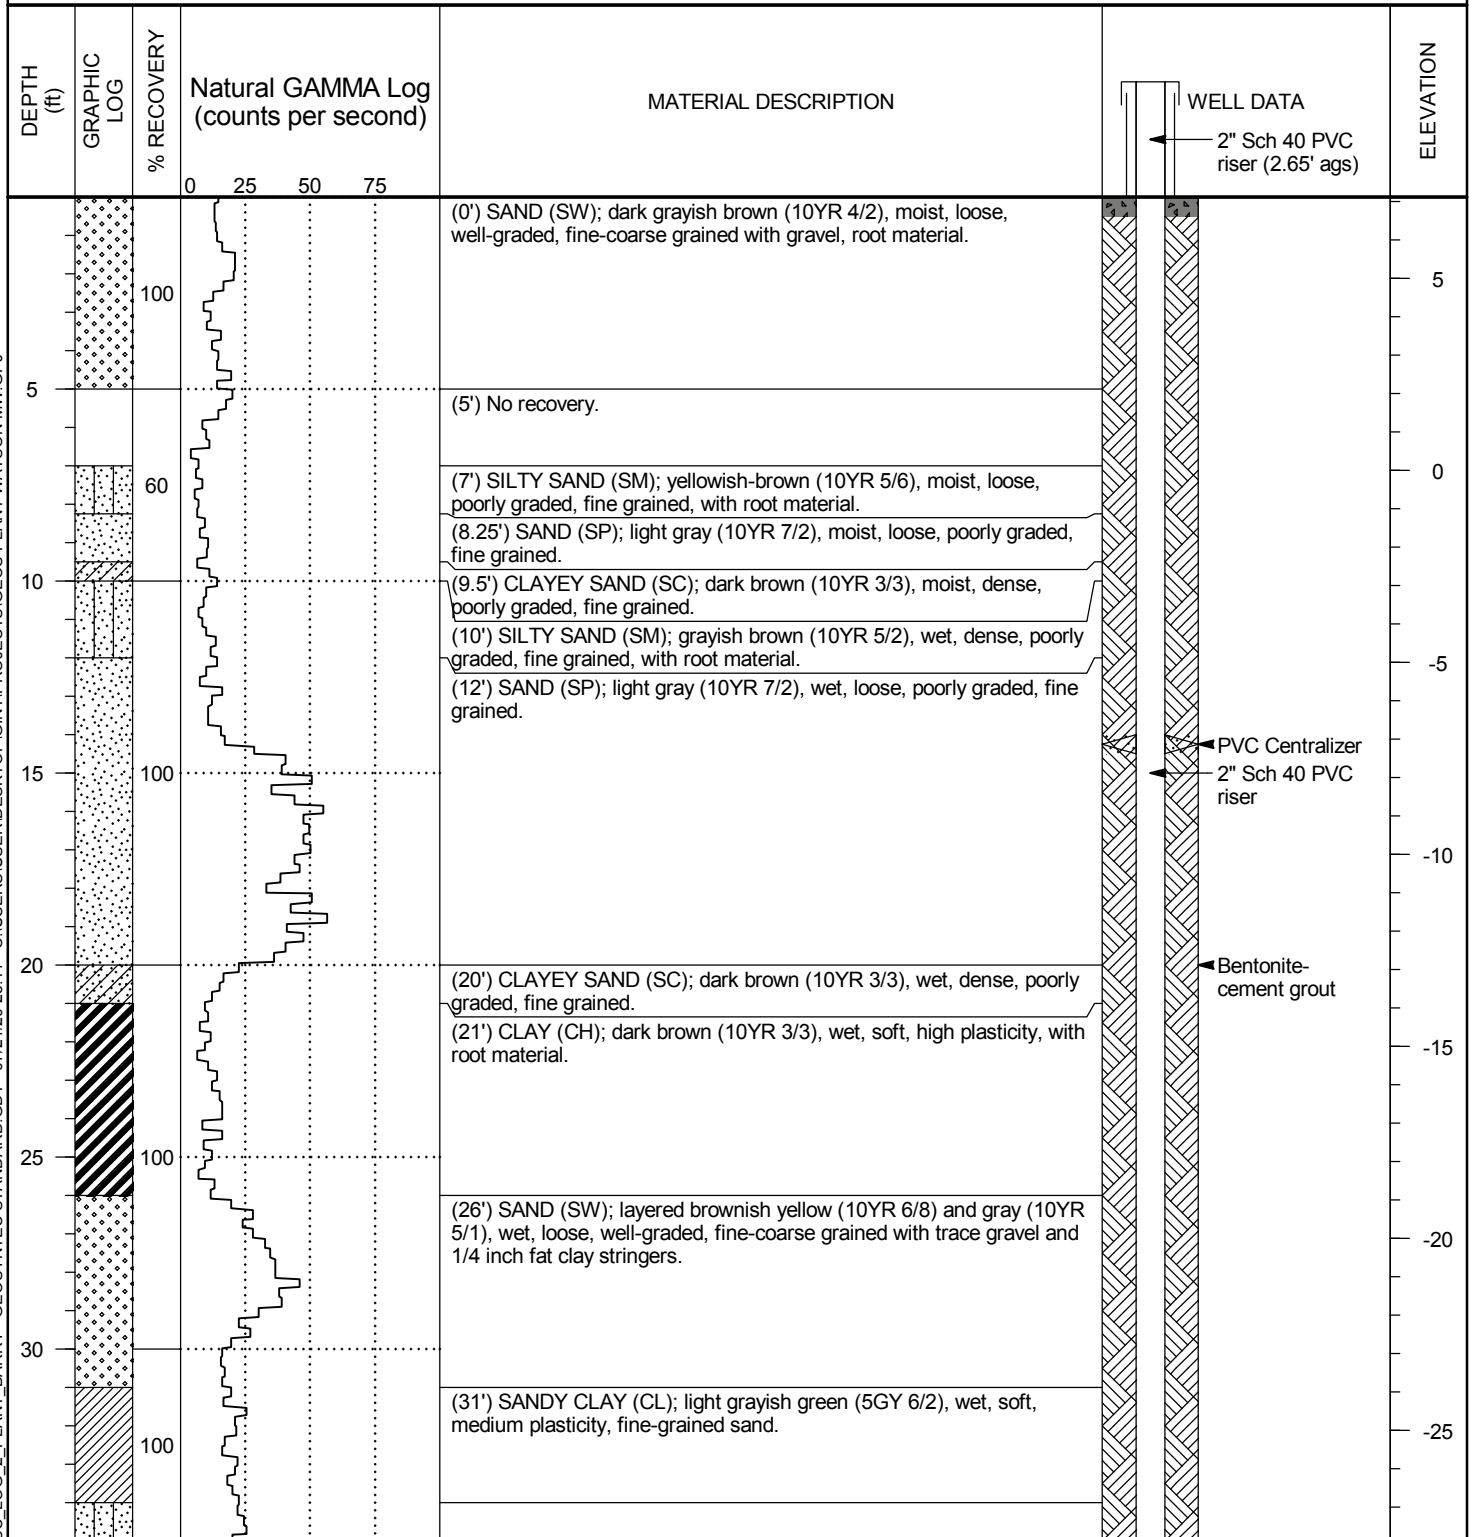 DEPTH
(ft)
GRAPHIC
LOG
% RECOVERY
Natural GAMMA Log
(counts per second)
0 25 50 75
MATERIAL DESCRIPTION
WELL DATA
2" Sch 40 PVC
riser (2.65' ags)
ELEVATION
(0') SAND (SW); dark grayish brown (10YR 4/2), moist, loose,
well-graded, fine-coarse grained with gravel, root material.
100
5
5
(5') No recovery.
0
60
(7') SILTY SAND (SM); yellowish-brown (10YR 5/6), moist, loose,
poorly graded, fine grained, with root material.
(8.25') SAND (SP); light gray (10YR 7/2), moist, loose, poorly graded,
fine grained.
10
(9.5') CLAYEY SAND (SC); dark brown (10YR 3/3), moist, dense,
poorly graded, fine grained.
(10') SILTY SAND (SM); grayish brown (10YR 5/2), wet, dense, poorly
graded, fine grained, with root material.
-5
(12') SAND (SP); light gray (10YR 7/2), wet, loose, poorly graded, fine
grained.
PVC Centralizer
15
100
2" Sch 40 PVC
riser
-10
20
(20') CLAYEY SAND (SC); dark brown (10YR 3/3), wet, dense, poorly
graded, fine grained.
Bentonite-
cement grout
(21') CLAY (CH); dark brown (10YR 3/3), wet, soft, high plasticity, with
root material.
-15
25
100
(26') SAND (SW); layered brownish yellow (10YR 6/8) and gray (10YR
5/1), wet, loose, well-graded, fine-coarse grained with trace gravel and
1/4 inch fat clay stringers.
-20
30
(31') SANDY CLAY (CL); light grayish green (5GY 6/2), wet, soft,
medium plasticity, fine-grained sand.
-25
100